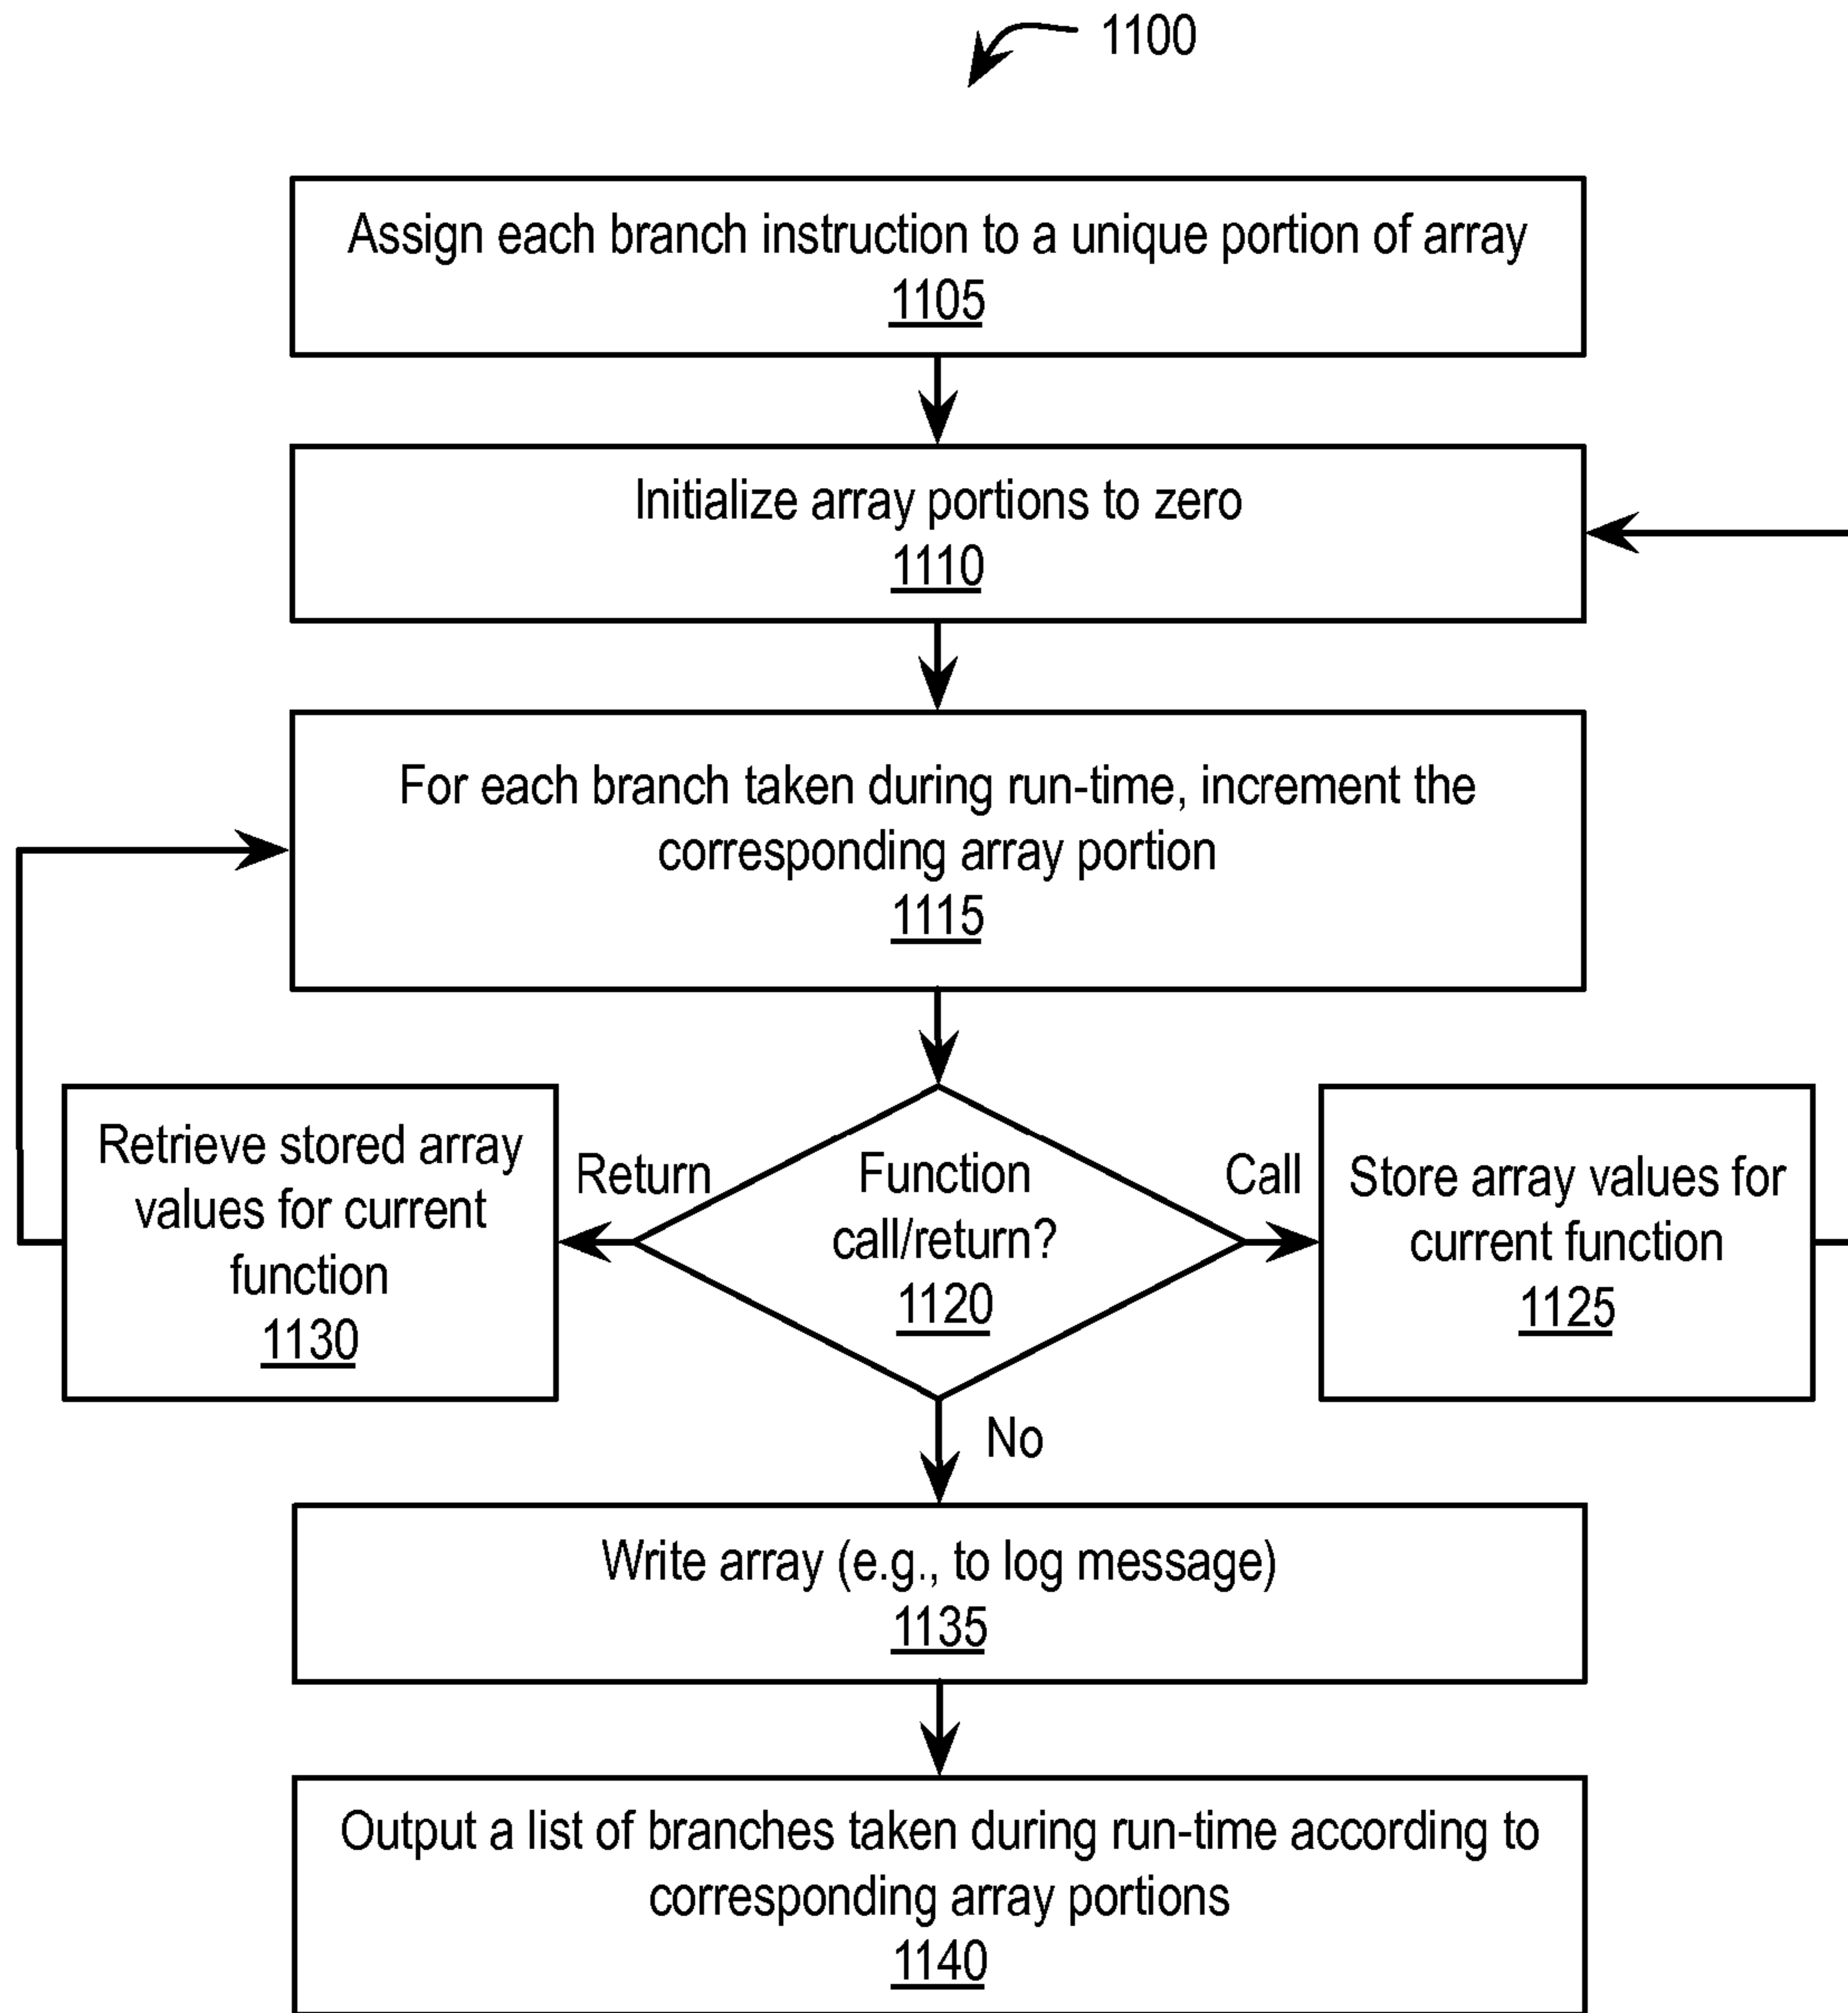 1100
Assign each branch instruction to a unique portion of array
1105
Initialize array portions to zero
1110
For each branch taken during run-time, increment the
corresponding array portion
1115
Retrieve stored array
values for current
function
1130
Return
Function
call/return?
1120
Call
Store array values for
current function
1125
No
Write array (e.g., to log message)
1135
Output a list of branches taken during run-time according to
corresponding array portions
1140